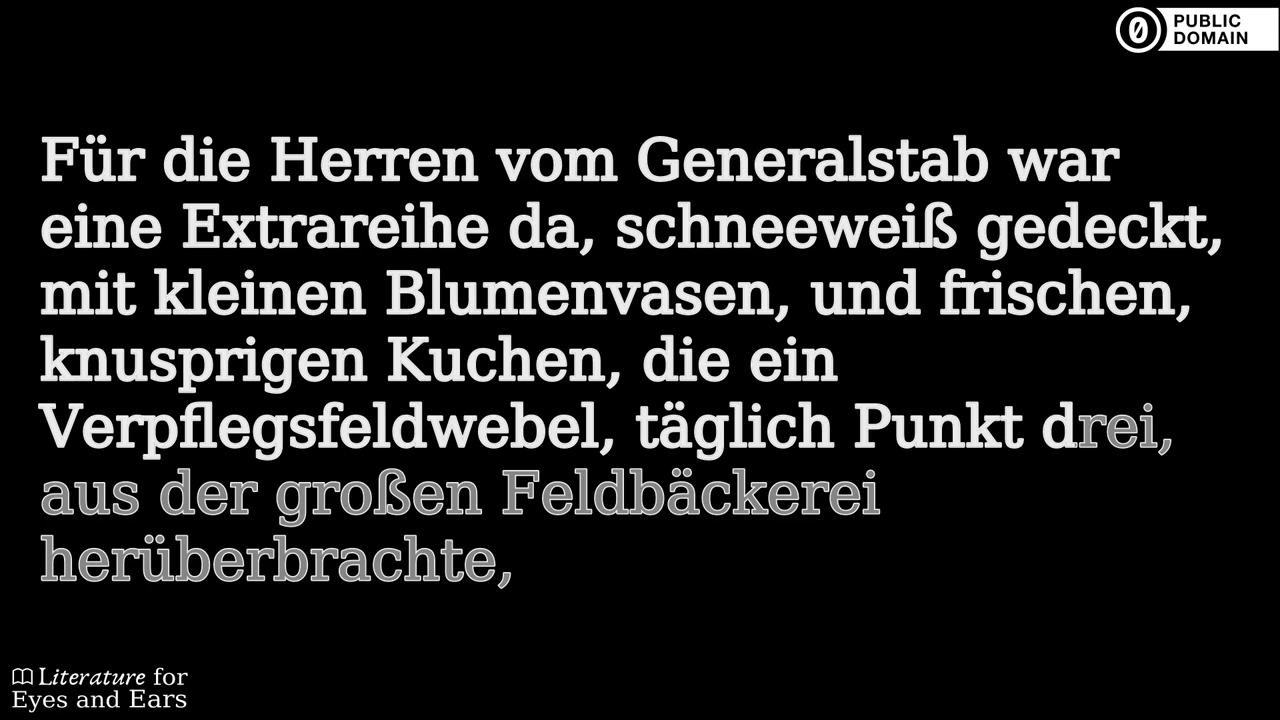 PUBLIC
DOMAIN
Für die Herren vom Generalstab war
eine Extrareihe da, schneeweiß gedeckt,
mit kleinen Blumenvasen, und frischen,
knusprigen Kuchen, die ein
Verpflegsfeldwebel, täglich Punkt drei,
aus der großen Feldbäckerei
herüberbrachte,
Literature for
Eyes and Ears